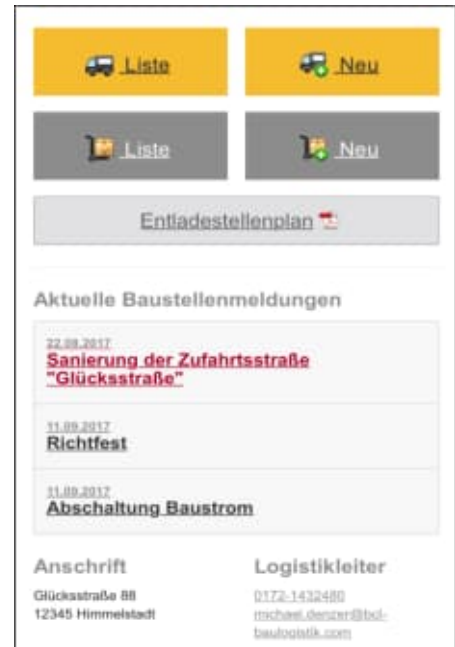 Liste
Neu
Liste
Neu
Entladestellenplan
Aktuelle Baustellenmeldungen
22.08.2017
Sanierung der Zufahrtsstraße
"Glücksstraße"
11.09.2017
Richtfest
11.09.2017
Abschaltung Baustrom
Anschrift
Glücksstraße 88
12345 Himmelstadt
Logistikleiter
0172-1432480
michael.denzer@bcl-
baulogistik.com